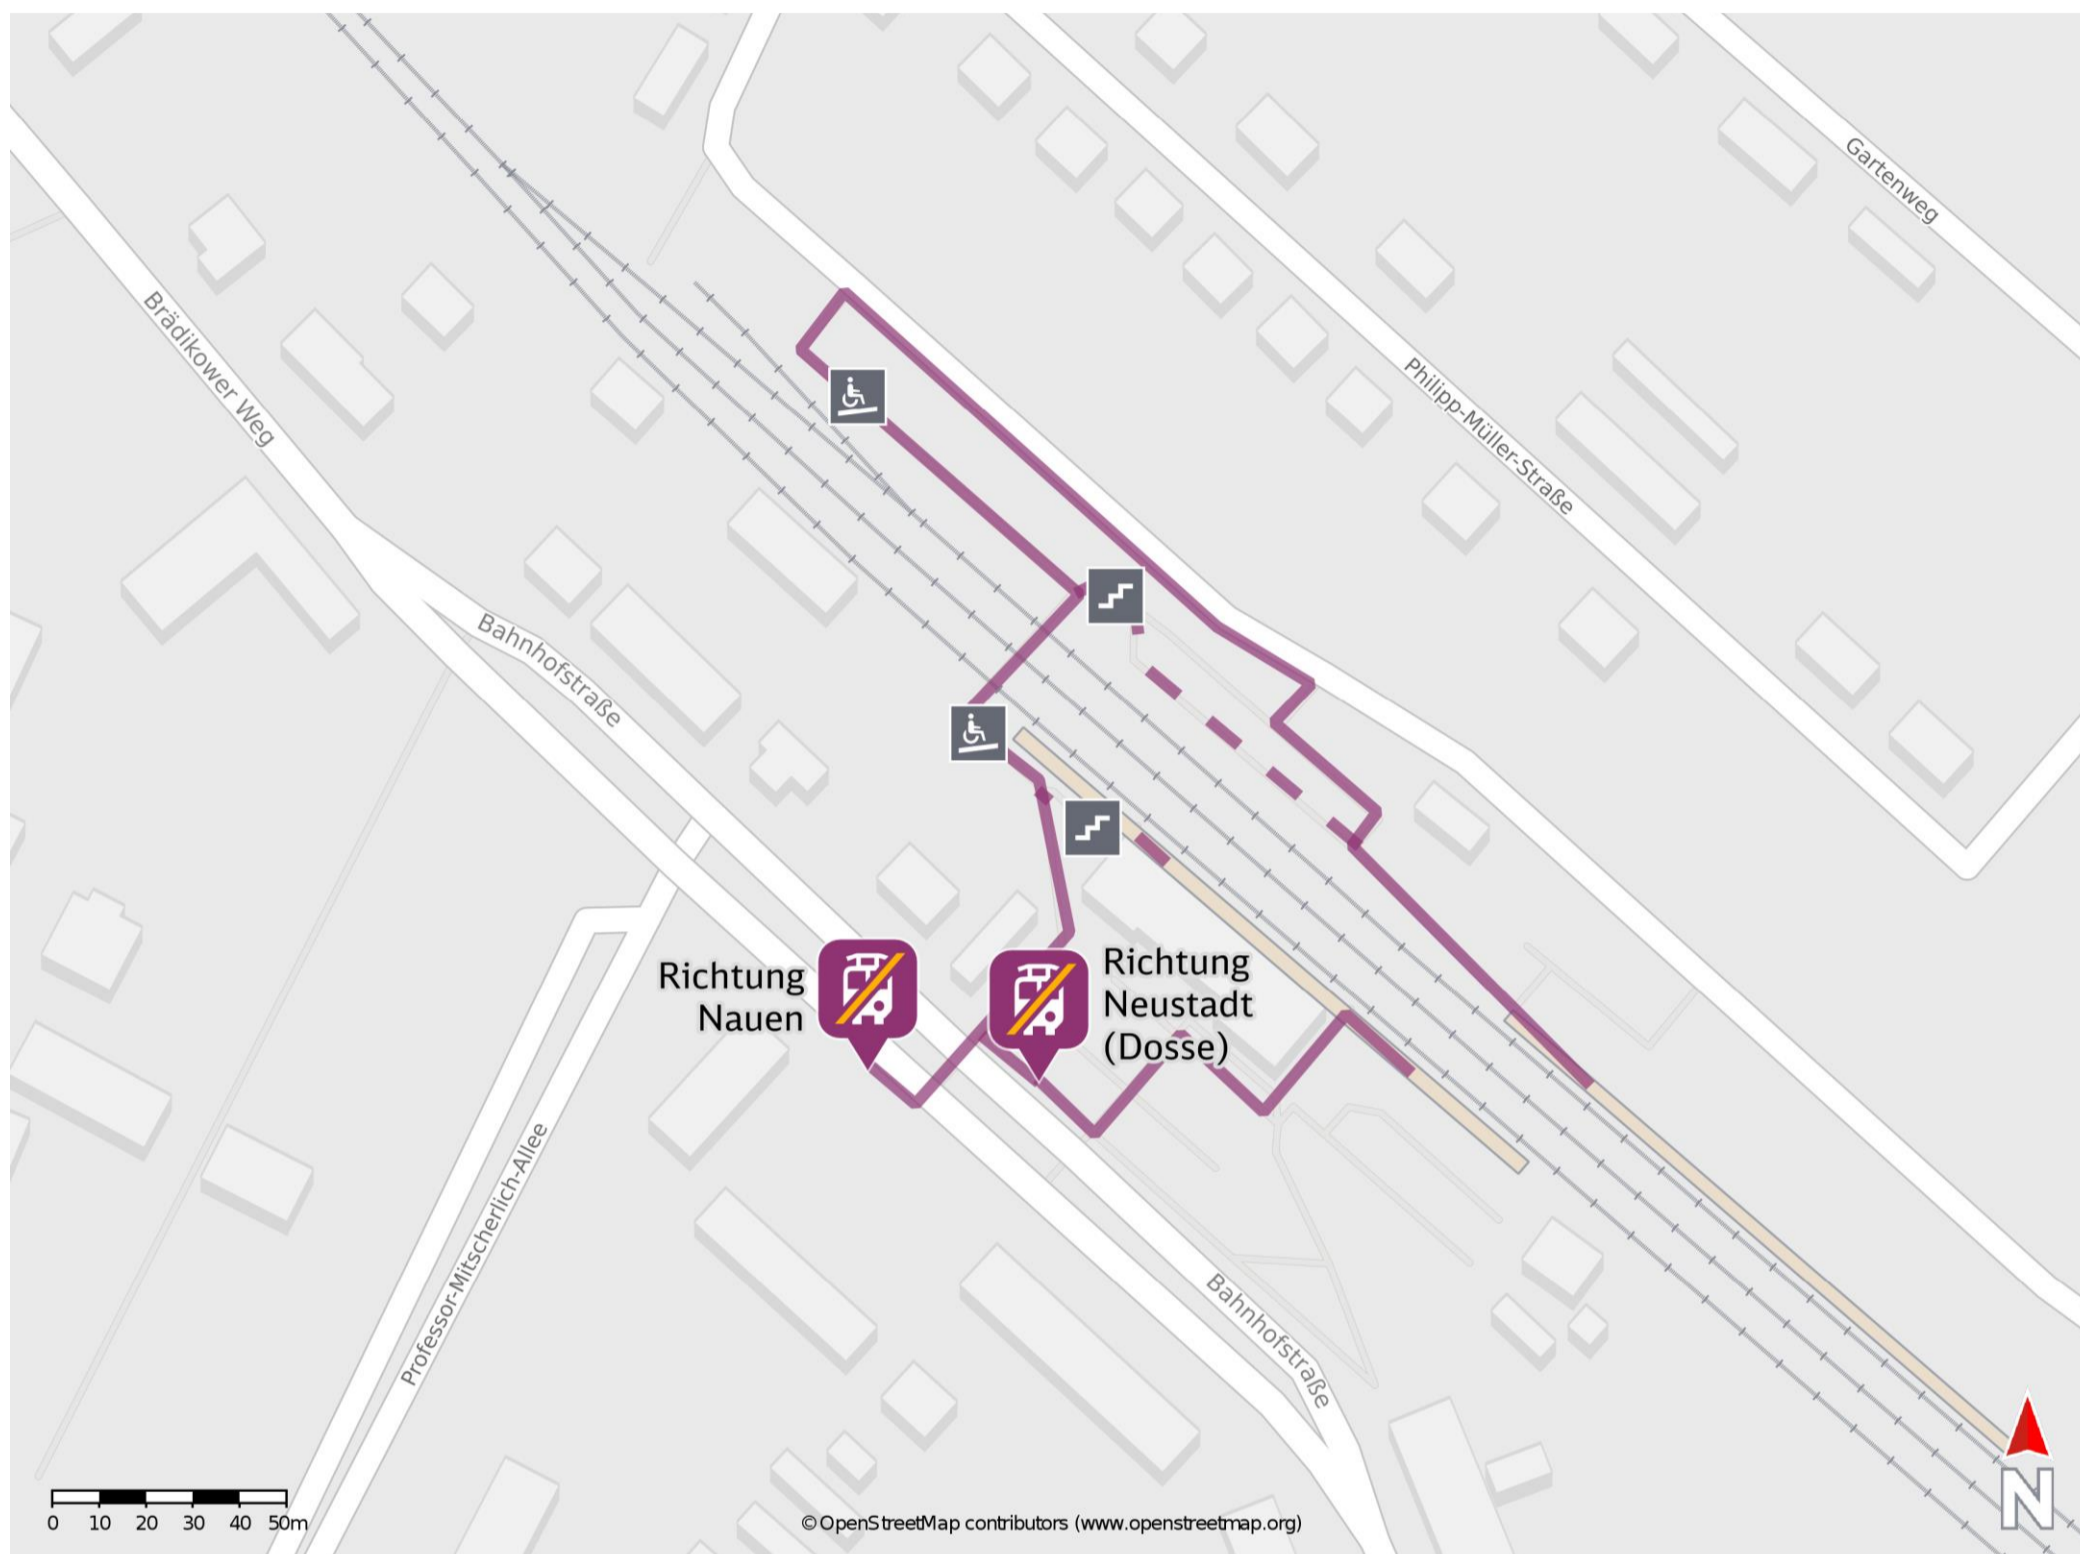 Gartenweg
Brädikower Weg
Philipp-Müller-Straße
Bahnhofstraße
Richtung
Nauen
Richtung
Neustadt
(Dosse)
Professor-Mitscherlich-Allee
Bahnhofstraße
N
0 10 20 30 40 50m
© OpenStreetMap contributors (www.openstreetmap.org)